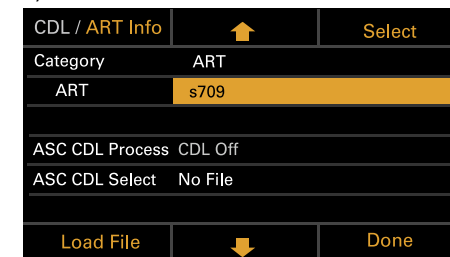 CDL / ART Info Select
Category ART
ART s709
ASC CDL Process CDL Off
ASC CDL Select No File
Load File Done